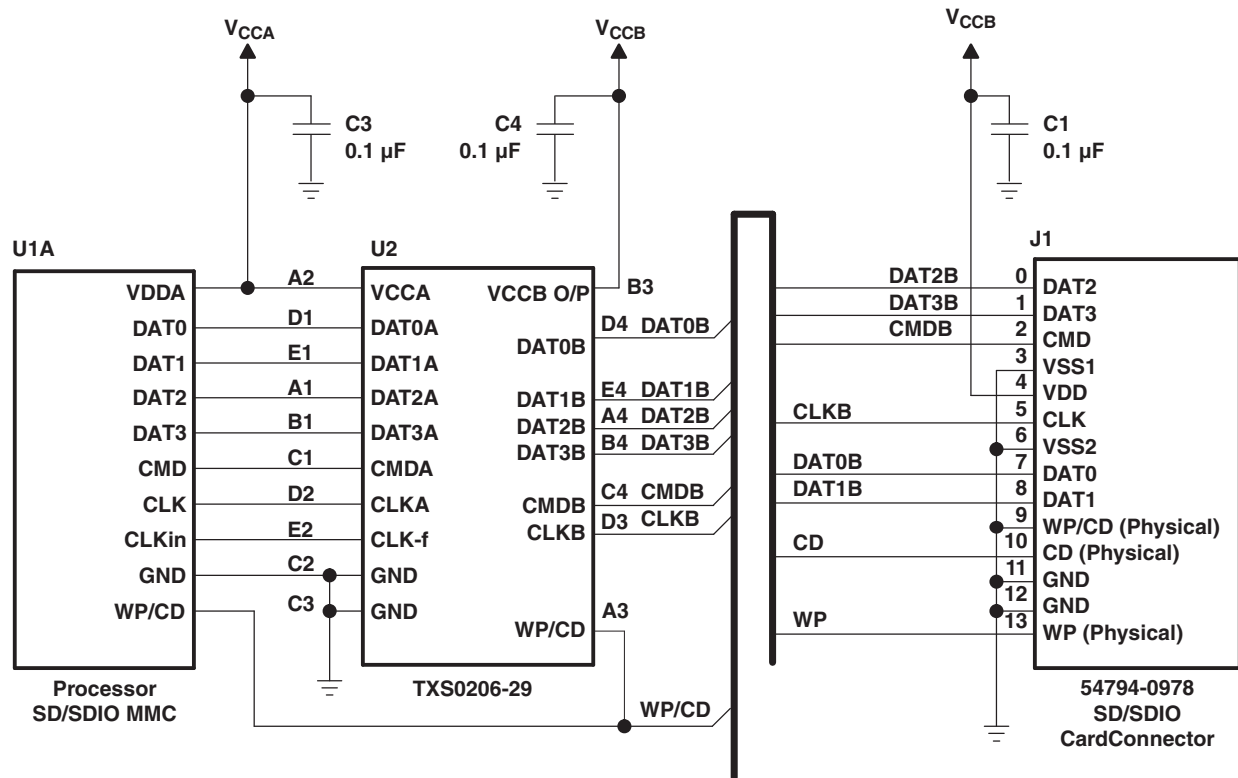 VCCA
VCCB
VCCB
C3
0.1 µF
C4
0.1 µF
C1
0.1 µF
U1A
U2
J1
VDDA
A2
VCCA
VCCB O/P
B3
DAT2B
0
DAT2
DAT0
D1
DAT0A
DAT0B
D4
DAT0B
DAT3B
1
DAT3
CMDB
2
CMD
DAT1
E1
DAT1A
3
VSS1
DAT2
A1
DAT2A
DAT1B
E4
DAT1B
4
VDD
DAT2B
A4
DAT2B
CLKB
5
CLK
DAT3
B1
DAT3A
DAT3B
B4
DAT3B
6
VSS2
CMD
C1
CMDA
DAT0B
7
DAT0
CLK
D2
CLKA
CMDB
C4
CMDB
DAT1B
8
DAT1
CLKin
E2
CLK-f
CLKB
D3
CLKB
9
WP/CD (Physical)
CD
10
CD (Physical)
GND
C2
GND
11
GND
WP/CD
C3
GND
12
GND
WP/CD
A3
WP
13
WP (Physical)
Processor
SD/SDIO MMC
TXS0206-29
WP/CD
54794-0978
SD/SDIO
CardConnector